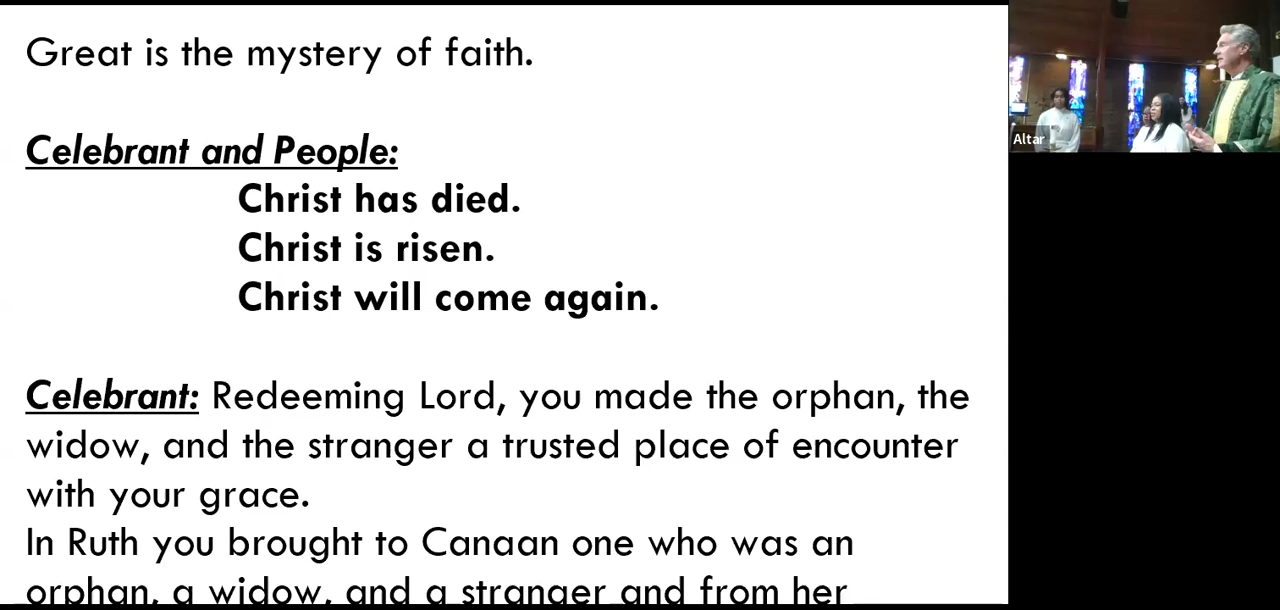 Great is the mystery of faith.
Celebrant and People:
Christ has died.
Christ is risen.
Christ will come again.
Celebrant: Redeeming Lord, you made the orphan, the
widow, and the stranger a trusted place of encounter
with your grace.
In Ruth you brought to Canaan one who was an
orphan, a widow, and a stranger and from her
Altar